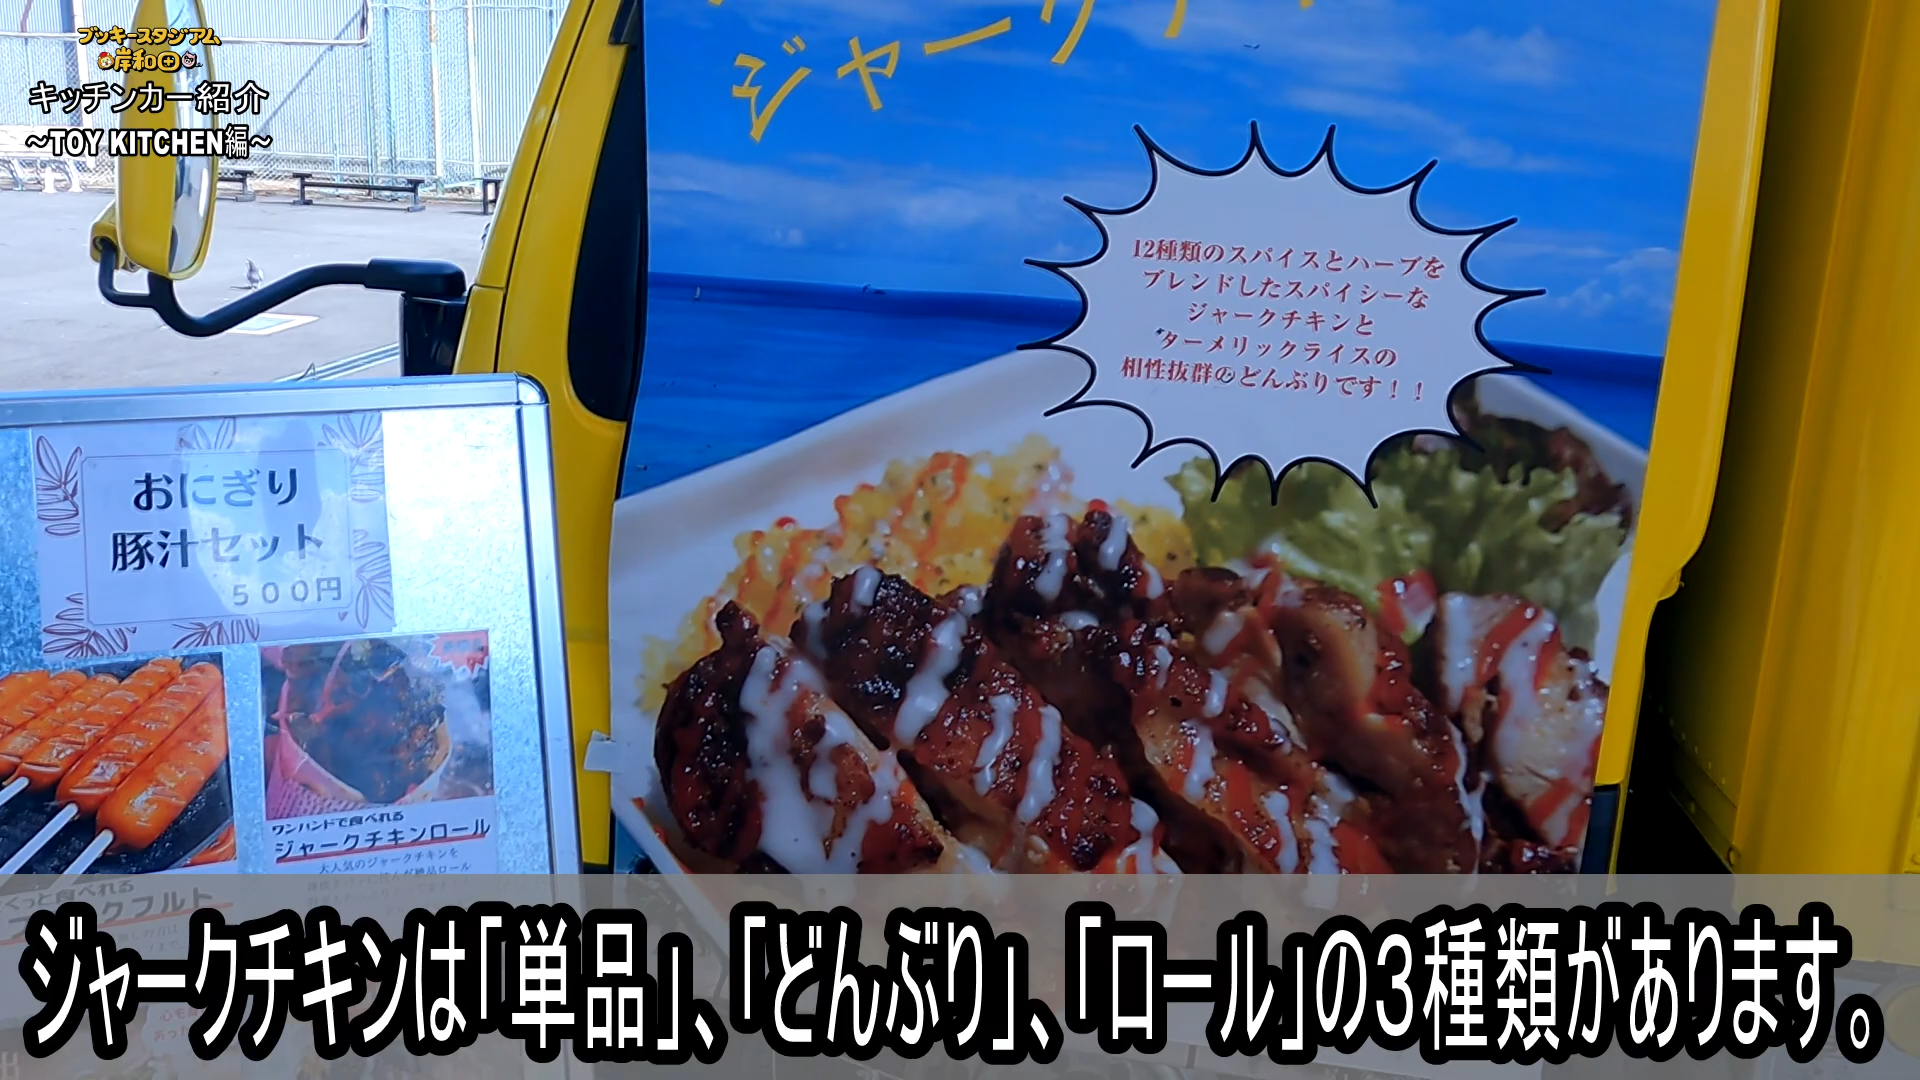 ブッキースタジアム
岸和田
キッチンカー紹介
~TOY KITCHEN編~
ジャーク
12種類のスパイスとハーブを
ブレンドしたスパイシーな
ジャークチキンと
ターメリックライスの
相性抜群のどんぶりです！！
おにぎり
豚汁セット
500円
ワンハンドで食べれる
ジャークチキンロール
大人気のジャークチキンを
ジャークチキンは「単品」、「どんぶり」、「ロール」の3種類があります。